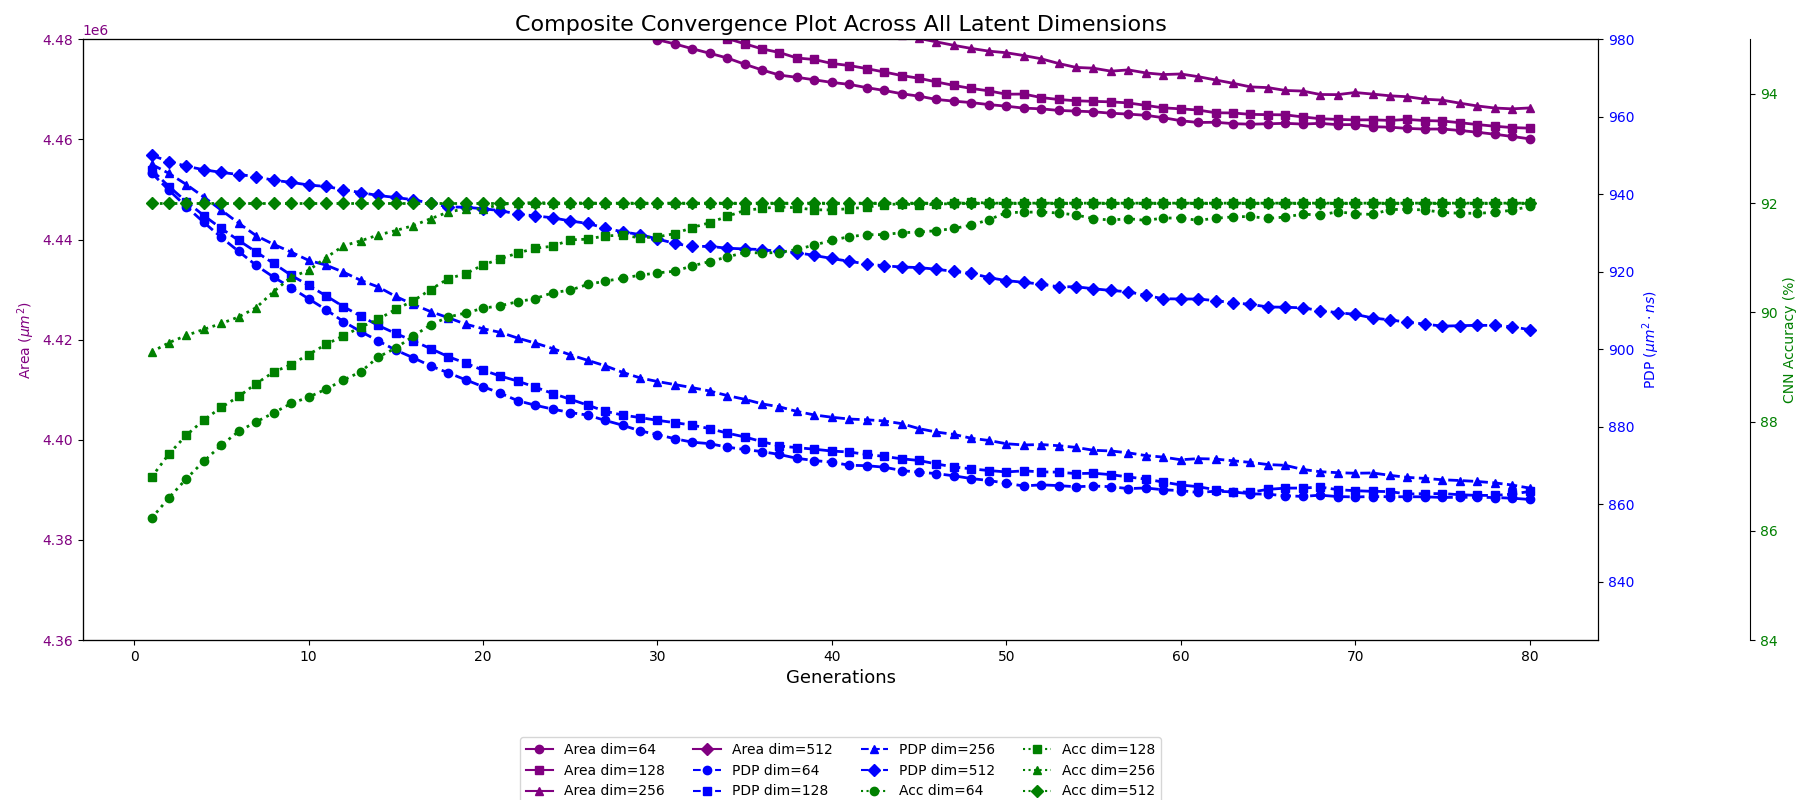 Composite Convergence Plot Across All Latent Dimensions
1e6
4.48
4.46
4.44
4.42
4.40
4.38
4.36
Area (μm²)
980
960
940
920
900
880
860
840
PDP (μm² · ns)
94
92
90
88
86
84
CNN Accuracy (%)
0 10 20 30 40 50 60 70 80
Generations
Area dim=64 Area dim=512 PDP dim=256 Acc dim=128
Area dim=128 PDP dim=64 PDP dim=512 Acc dim=256
Area dim=256 PDP dim=128 Acc dim=64 Acc dim=512